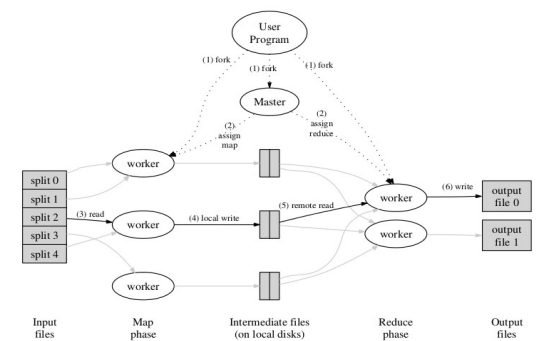 User
Program
(1) fork
(1) fork
(1) fork
Master
(2)
assign
map
(2)
assign
reduce
worker
split 0
split 1
split 2
split 3
split 4
(3) read
worker
(4) local write
(5) remote read
worker
worker
(6) write
output
file 0
output
file 1
worker
Input
files
Map
phase
Intermediate files
(on local disks)
Reduce
phase
Output
files